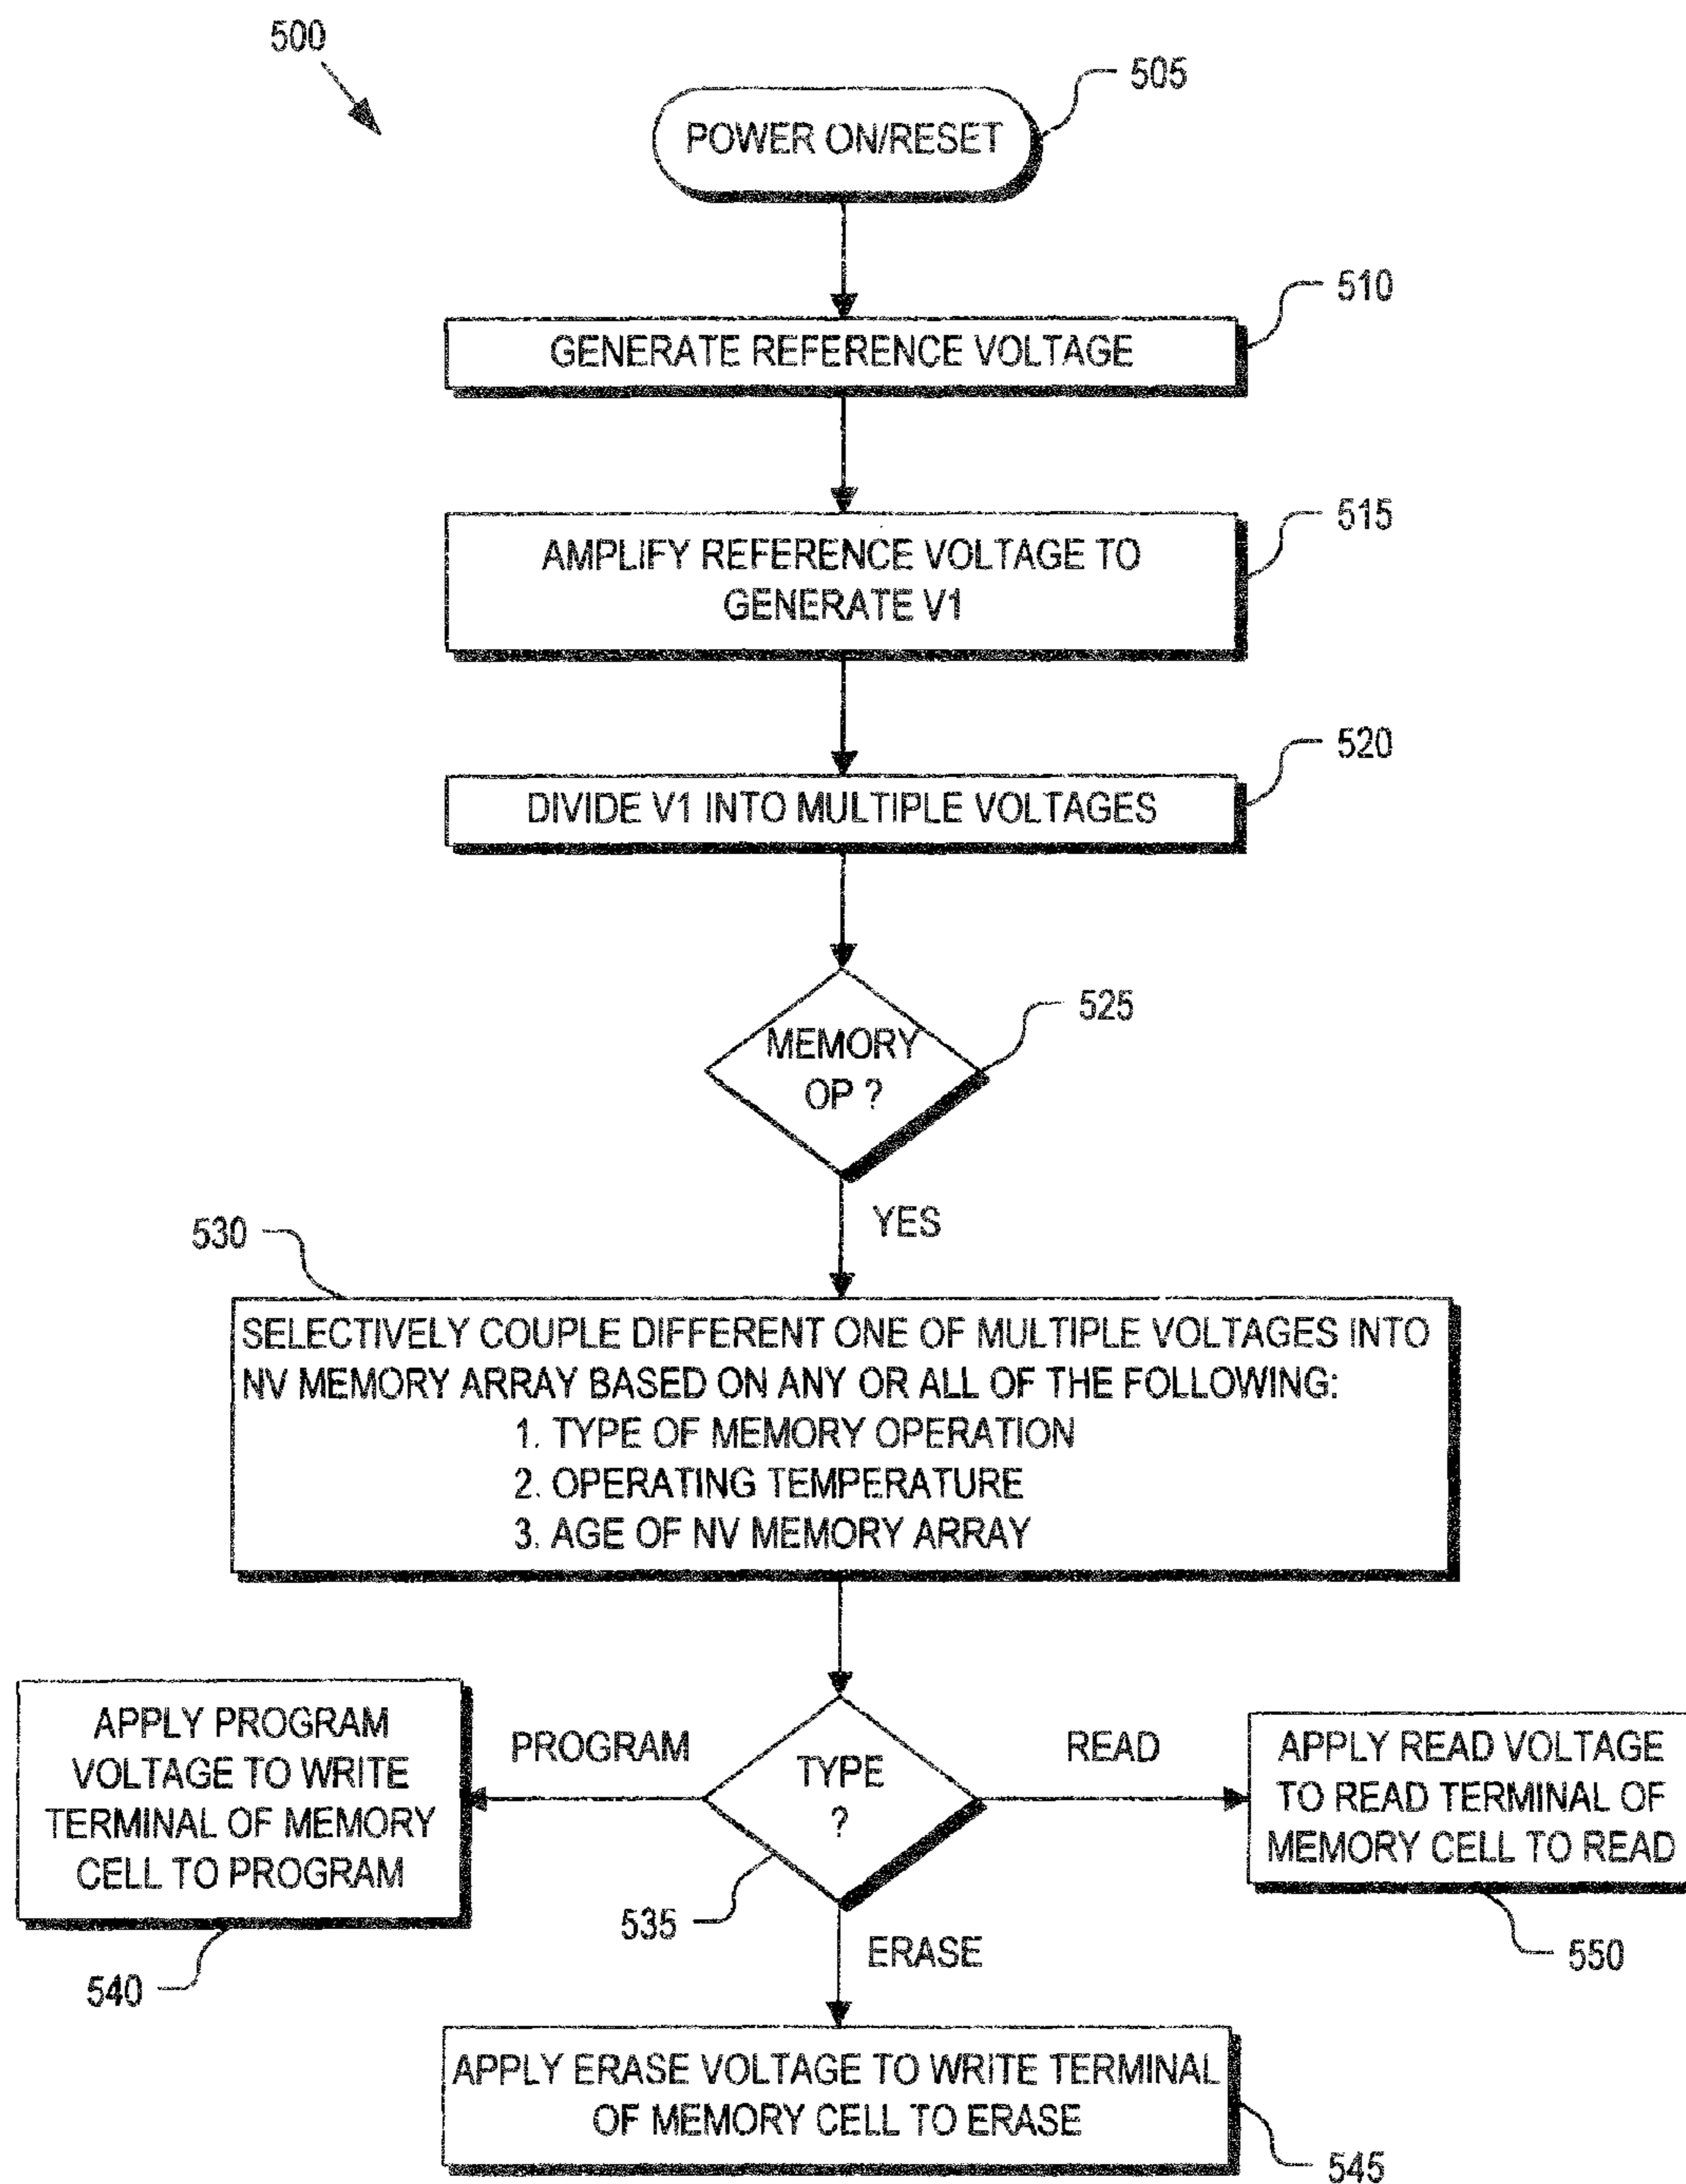 500
505
POWER ON/RESET
510
GENERATE REFERENCE VOLTAGE
515
AMPLIFY REFERENCE VOLTAGE TO
GENERATE V1
520
DIVIDE V1 INTO MULTIPLE VOLTAGES
525
MEMORY
OP ?
YES
530
SELECTIVELY COUPLE DIFFERENT ONE OF MULTIPLE VOLTAGES INTO
NV MEMORY ARRAY BASED ON ANY OR ALL OF THE FOLLOWING:
1. TYPE OF MEMORY OPERATION
2. OPERATING TEMPERATURE
3. AGE OF NV MEMORY ARRAY
APPLY PROGRAM
VOLTAGE TO WRITE
TERMINAL OF MEMORY
CELL TO PROGRAM
540
PROGRAM
TYPE
?
535
READ
APPLY READ VOLTAGE
TO READ TERMINAL OF
MEMORY CELL TO READ
550
ERASE
APPLY ERASE VOLTAGE TO WRITE TERMINAL
OF MEMORY CELL TO ERASE
545